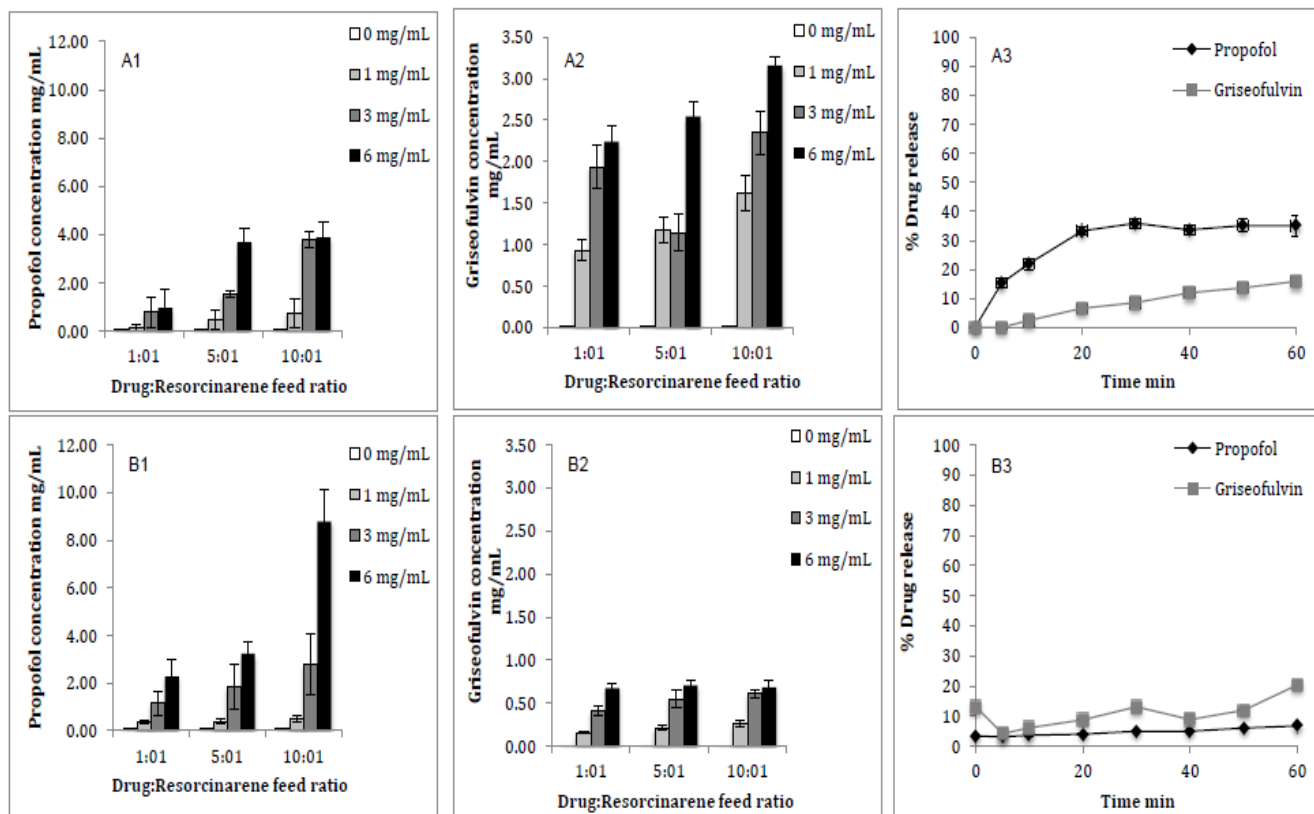 A1
Propofol concentration mg/mL
12.00
10.00
8.00
6.00
4.00
2.00
0.00
1:01 5:01 10:01
Drug:Resorcinarene feed ratio
0 mg/mL
1 mg/mL
3 mg/mL
6 mg/mL
A2
Griseofulvin concentration
mg/mL
3.50
3.00
2.50
2.00
1.50
1.00
0.50
0.00
1:01 5:01 10:01
Drug:Resorcinarene feed ratio
0 mg/mL
1 mg/mL
3 mg/mL
6 mg/mL
A3
% Drug release
100
90
80
70
60
50
40
30
20
10
0
0 20 40 60
Time min
Propofol
Griseofulvin
B1
Propofol concentration mg/mL
12.00
10.00
8.00
6.00
4.00
2.00
0.00
1:01 5:01 10:01
Drug:Resorcinarene feed ratio
0 mg/mL
1 mg/mL
3 mg/mL
6 mg/mL
B2
Griseofulvin concentration
mg/mL
3.50
3.00
2.50
2.00
1.50
1.00
0.50
0.00
1:01 5:01 10:01
Drug:Resorcinarene feed ratio
0 mg/mL
1 mg/mL
3 mg/mL
6 mg/mL
B3
% Drug release
100
90
80
70
60
50
40
30
20
10
0
0 20 40 60
Time min
Propofol
Griseofulvin